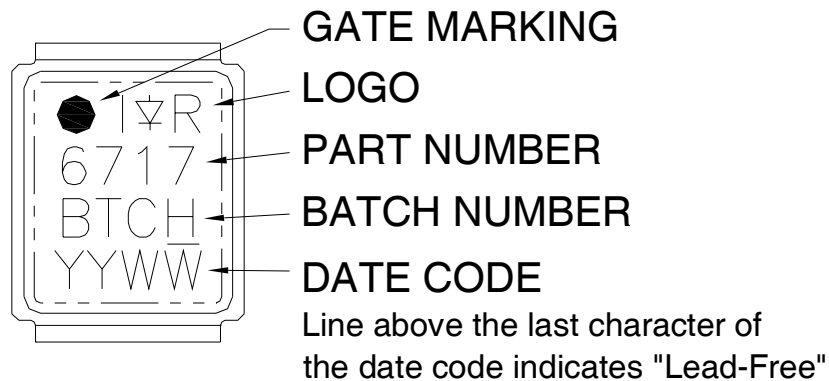 GATE MARKING
I R
LOGO
6717
PART NUMBER
BTCH
BATCH NUMBER
YYWW
DATE CODE
Line above the last character of
the date code indicates "Lead-Free"